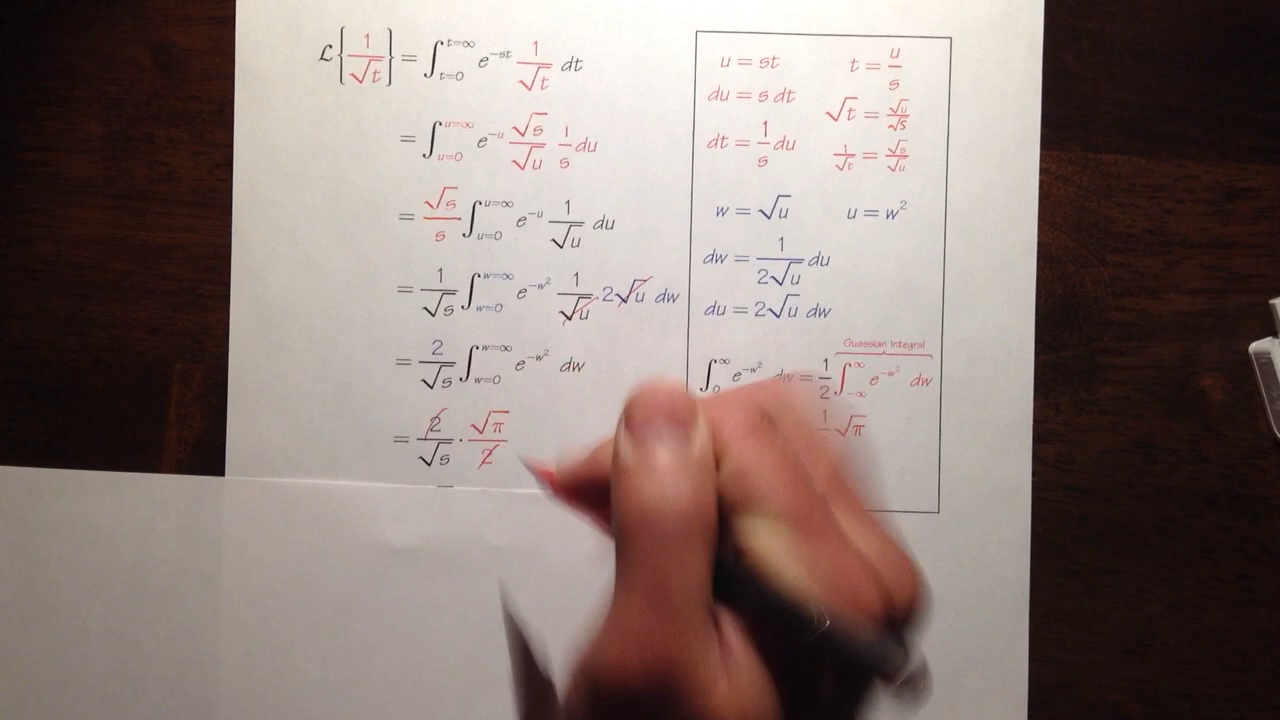 ℒ{1/√t} = ∫_{t=0}^{t=∞} e^{-st} 1/√t dt
= ∫_{u=0}^{u=∞} e^{-u} √s/√u 1/s du
= √s/s ∫_{u=0}^{u=∞} e^{-u} 1/√u du
= 1/√s ∫_{w=0}^{w=∞} e^{-w²} 1/√u 2√u dw
= 2/√s ∫_{w=0}^{w=∞} e^{-w²} dw
= 2/√s · √π/2
u = st t = u/s
du = s dt √t = √u/√s
dt = 1/s du 1/√t = √s/√u
w = √u u = w²
dw = 1/(2√u) du
du = 2√u dw
Guassian Integral
∫_0^∞ e^{-w²} dw = 1/2 ∫_{-∞}^∞ e^{-w²} dw
√π